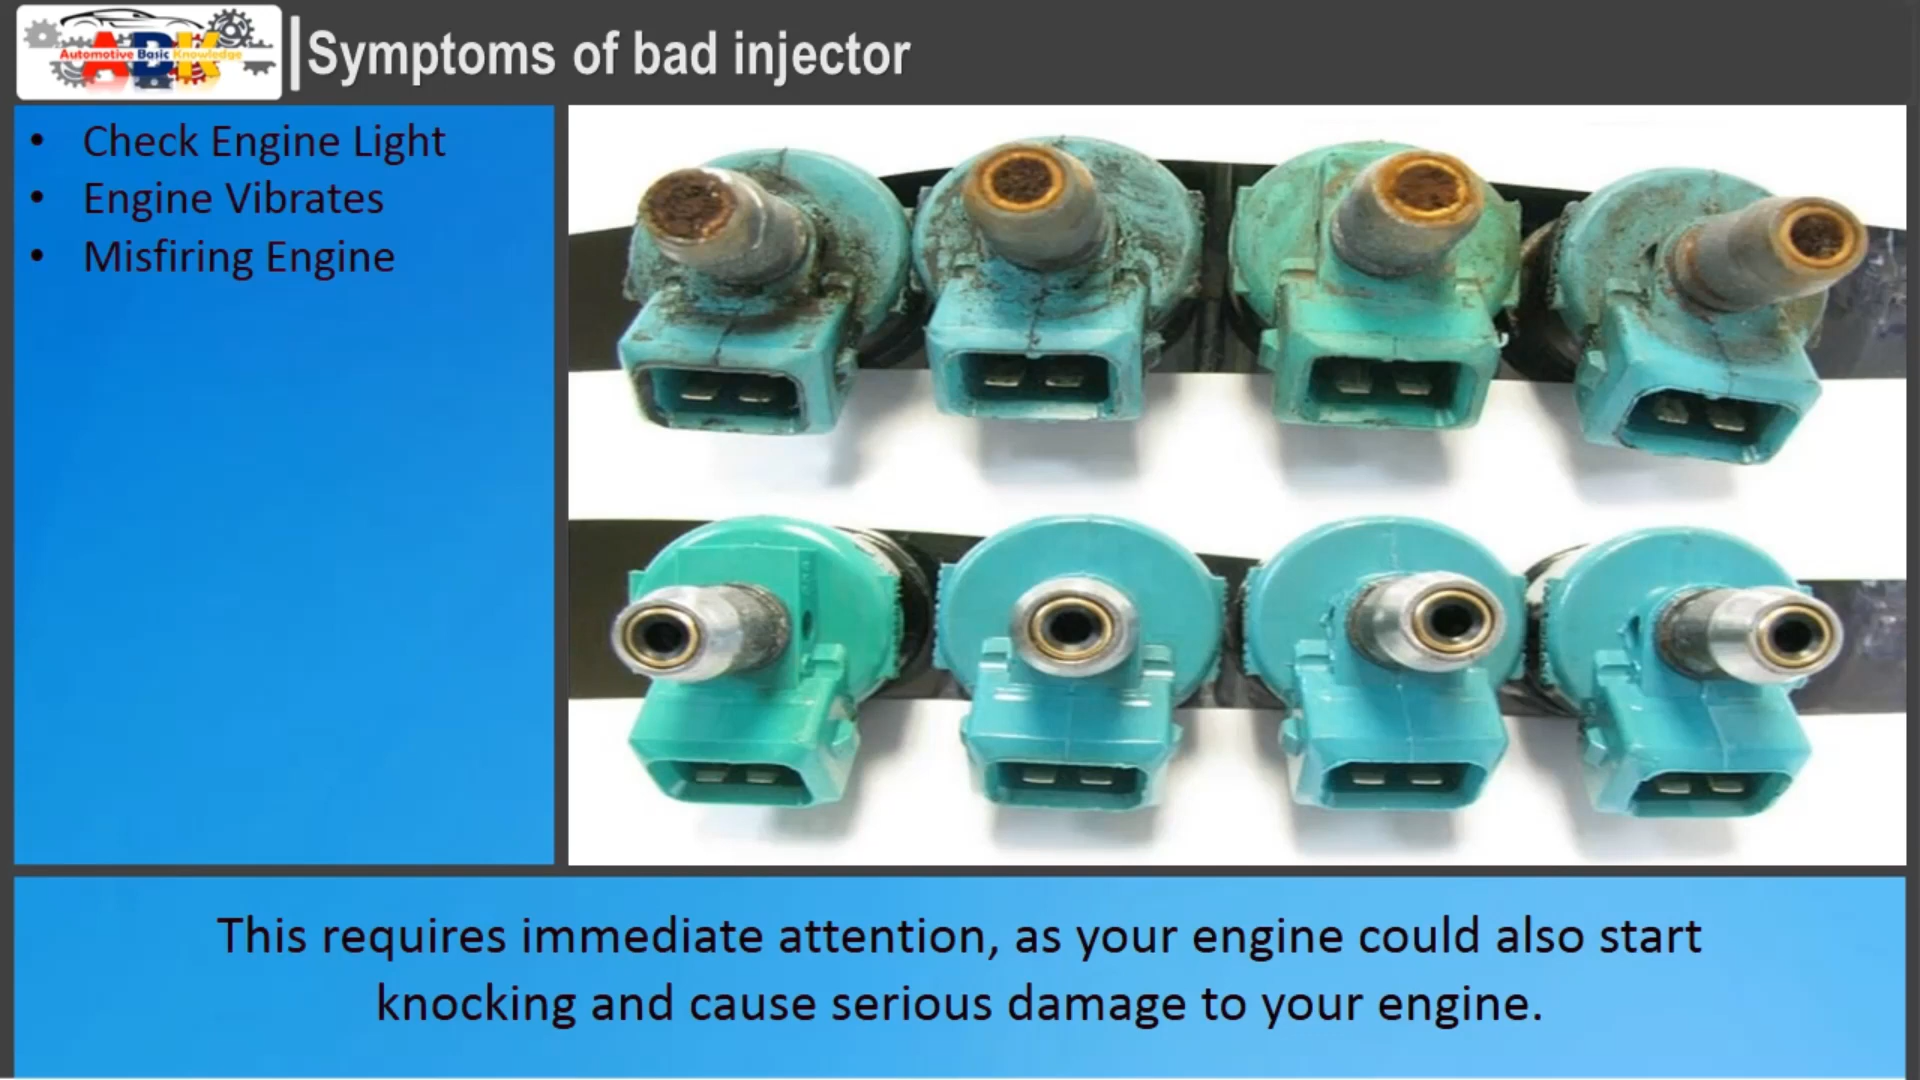 ABK
Automotive Basic Knowledge
Symptoms of bad injector
• Check Engine Light
• Engine Vibrates
• Misfiring Engine
This requires immediate attention, as your engine could also start
knocking and cause serious damage to your engine.